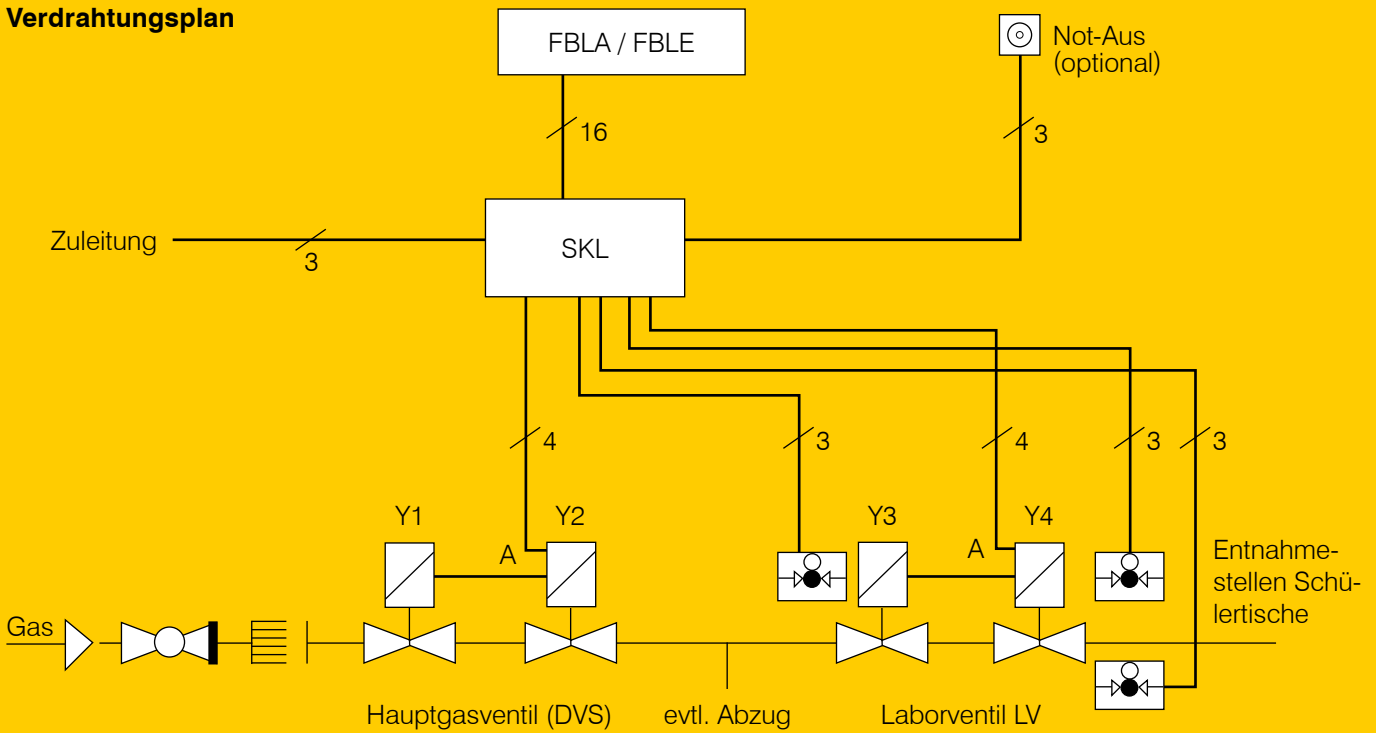 Verdrahtungsplan
FBLA / FBLE
Not-Aus
(optional)
16
3
Zuleitung
3
SKL
4
3
4
3
3
Y1
Y2
Y3
Y4
A
A
Entnahme-
stellen Schü-
lertische
Gas
Hauptgasventil (DVS)
evtl. Abzug
Laborventil LV